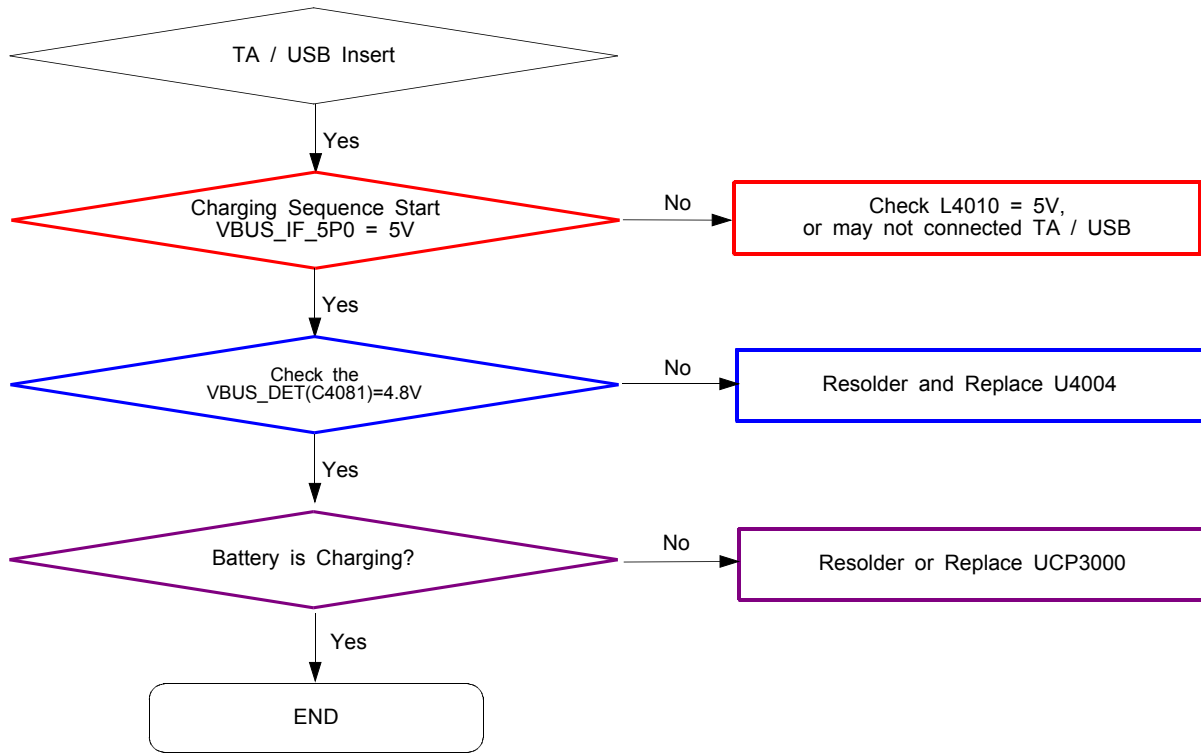 TA / USB Insert
Yes
Charging Sequence Start
VBUS_IF_5P0 = 5V
No
Check L4010 = 5V,
or may not connected TA / USB
Yes
Check the
VBUS_DET(C4081)=4.8V
No
Resolder and Replace U4004
Yes
Battery is Charging?
No
Resolder or Replace UCP3000
Yes
END